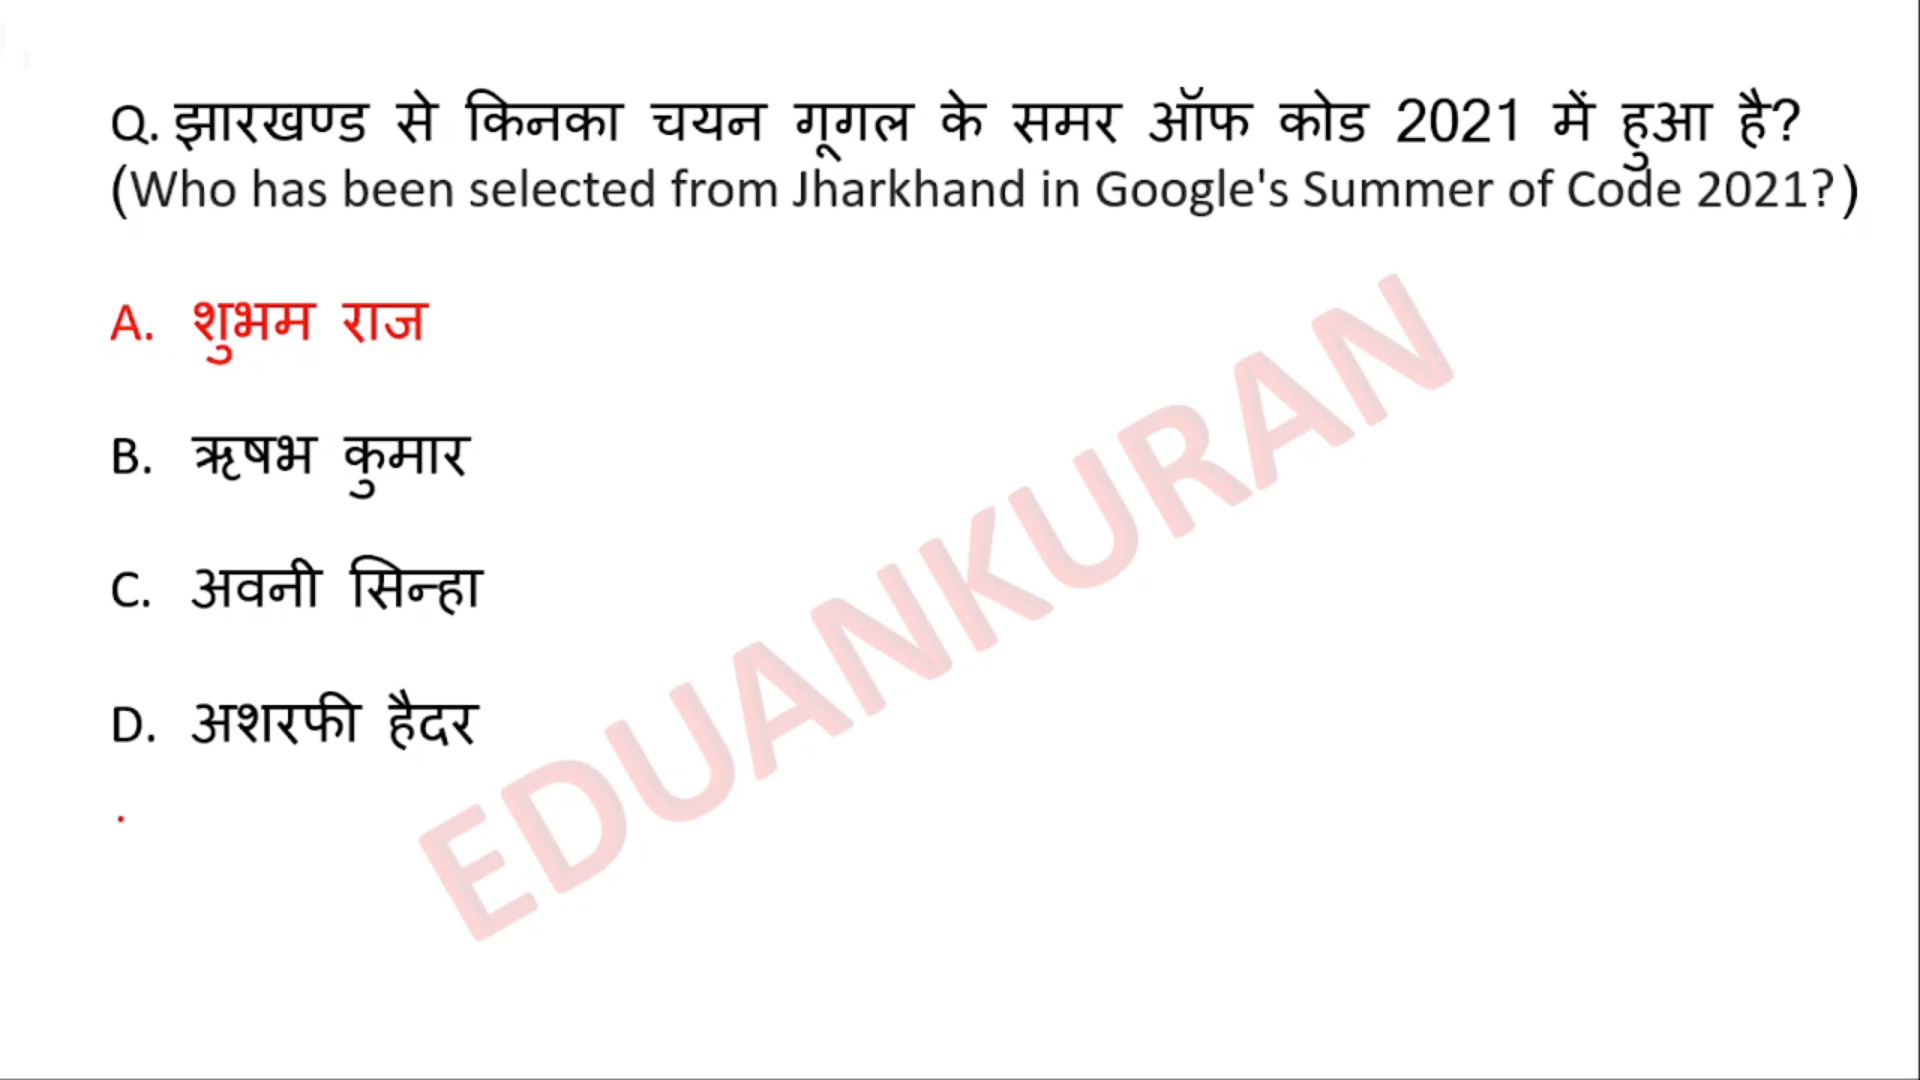 Q. झारखण्ड से किनका चयन गूगल के समर ऑफ कोड 2021 में हुआ है?
(Who has been selected from Jharkhand in Google's Summer of Code 2021?)
A. शुभम राज
B. ऋषभ कुमार
C. अवनी सिन्हा
D. अशरफी हैदर
.
EDUANKURAN